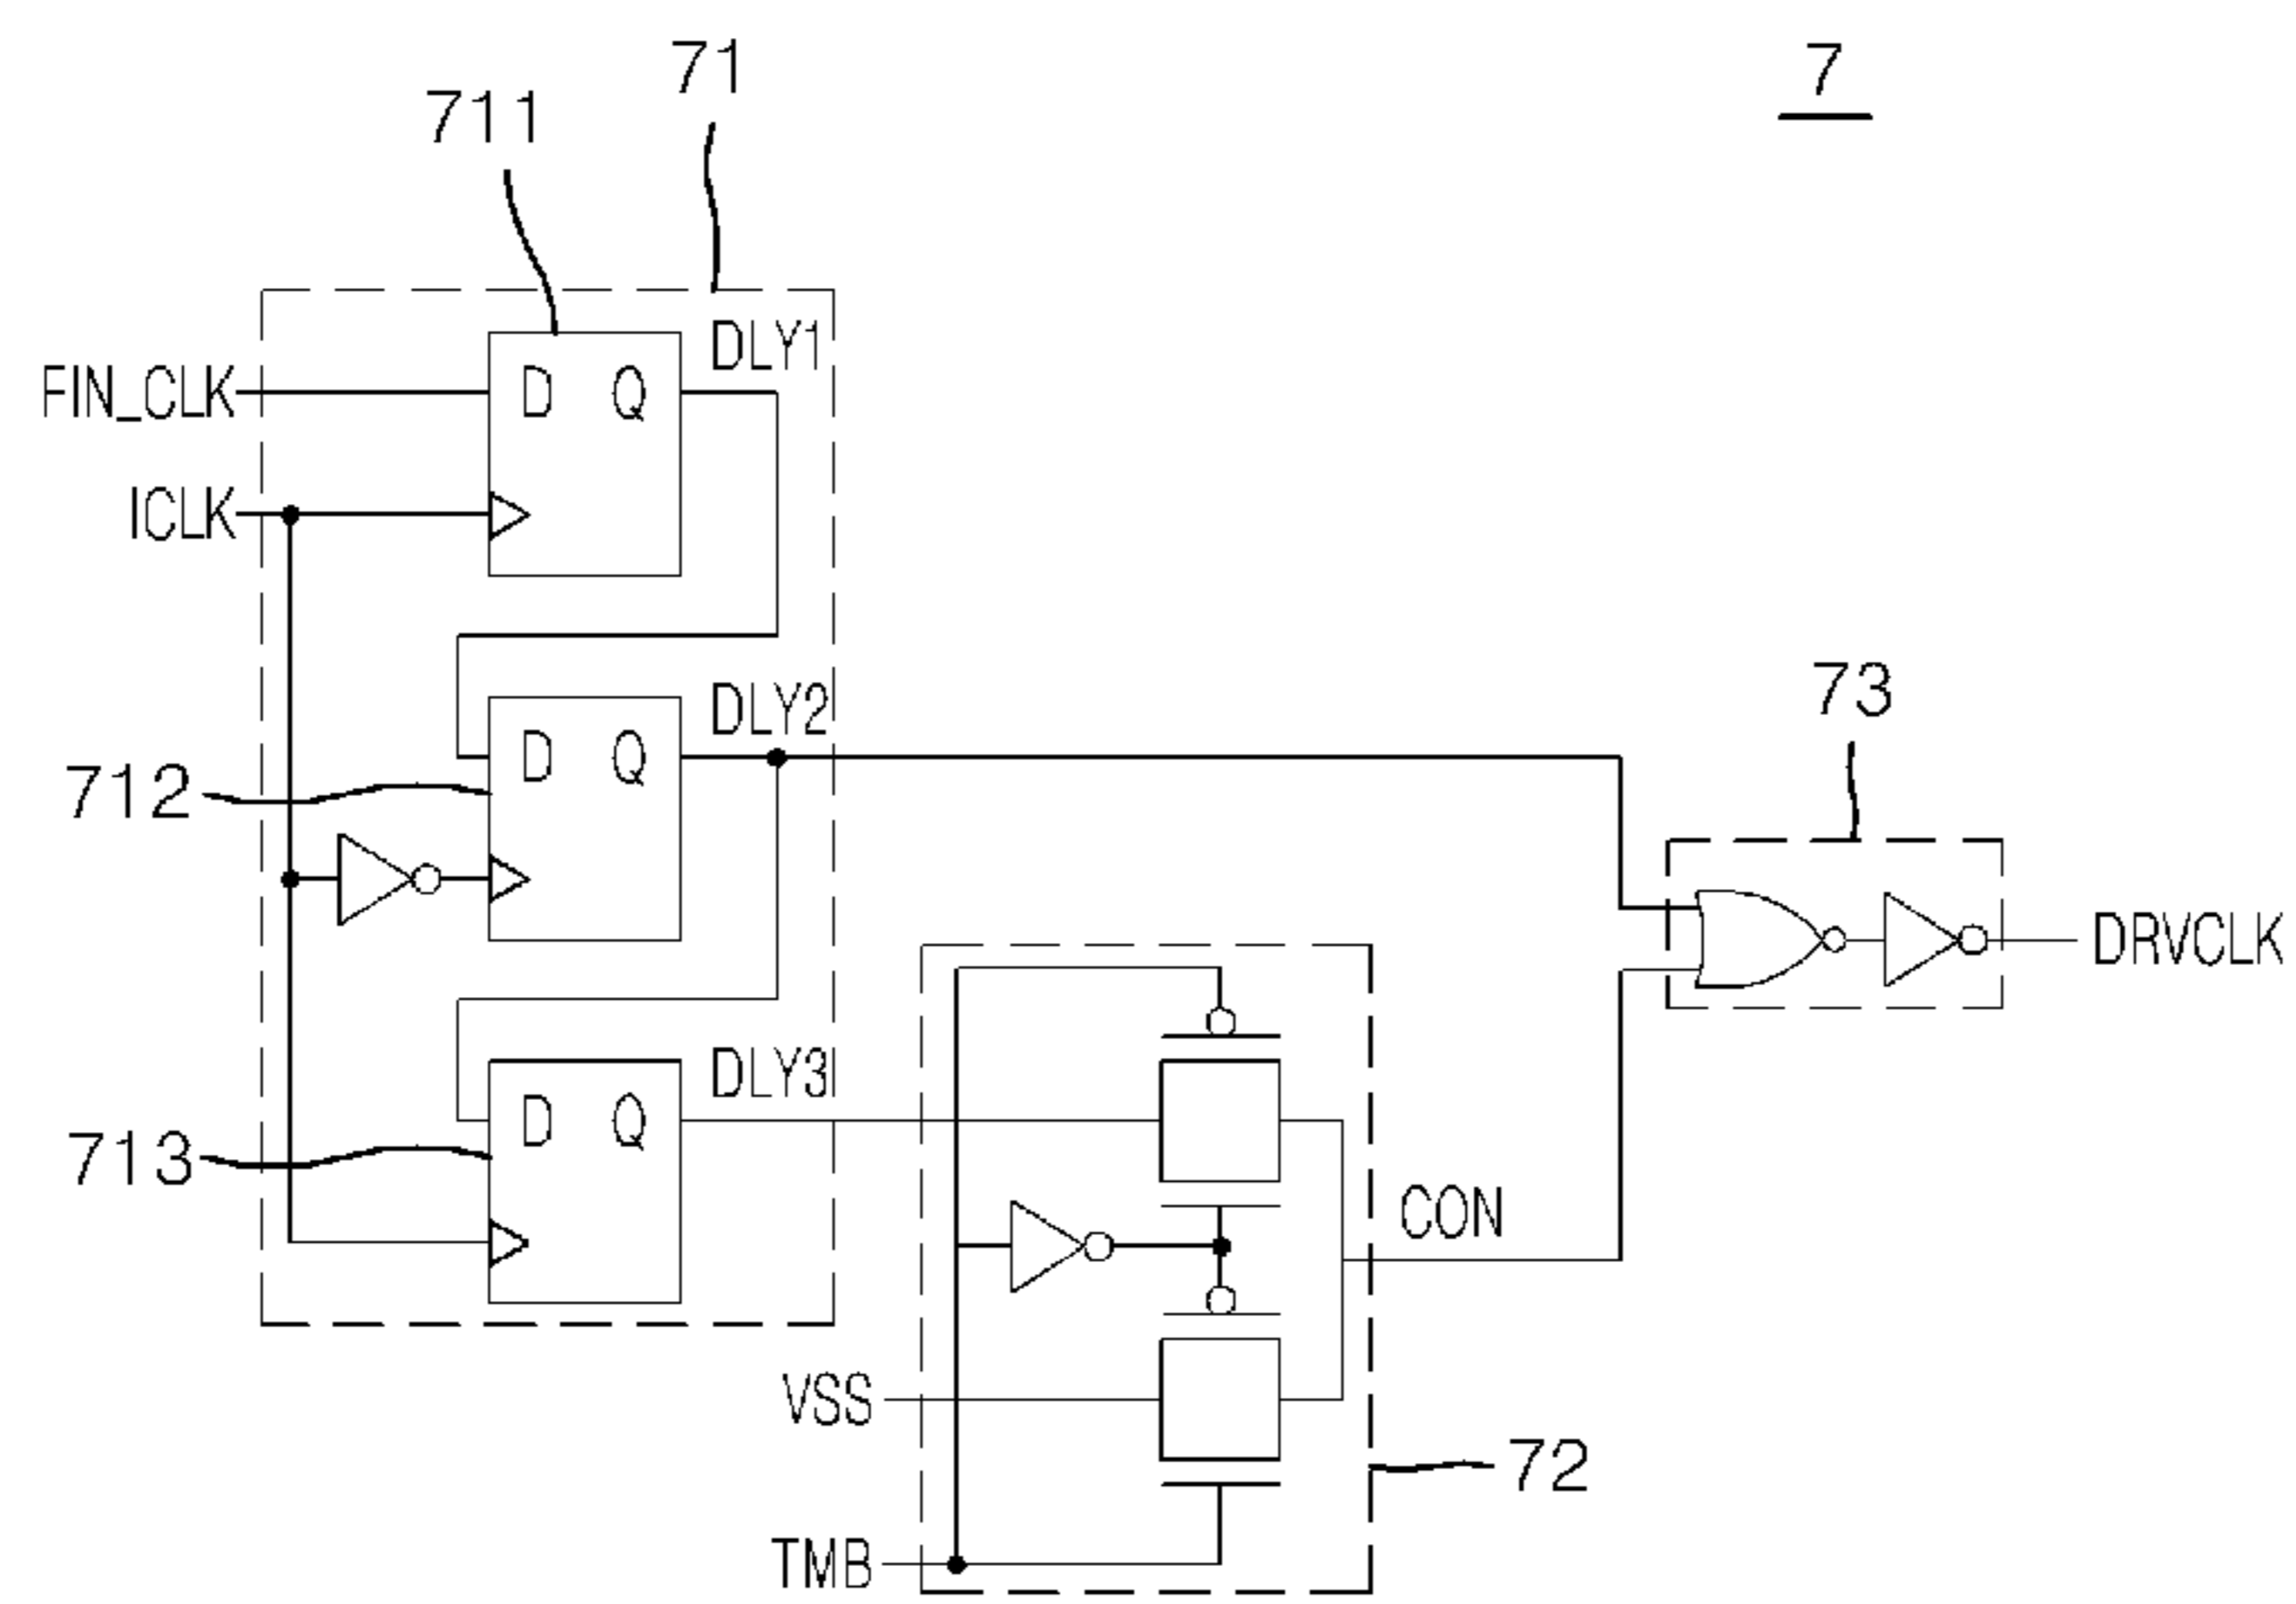 71
7
711
DLY1
FIN_CLK
D Q
ICLK
DLY2
73
D Q
712
DRVCLK
DLY3
D Q
713
CON
VSS
72
TMB